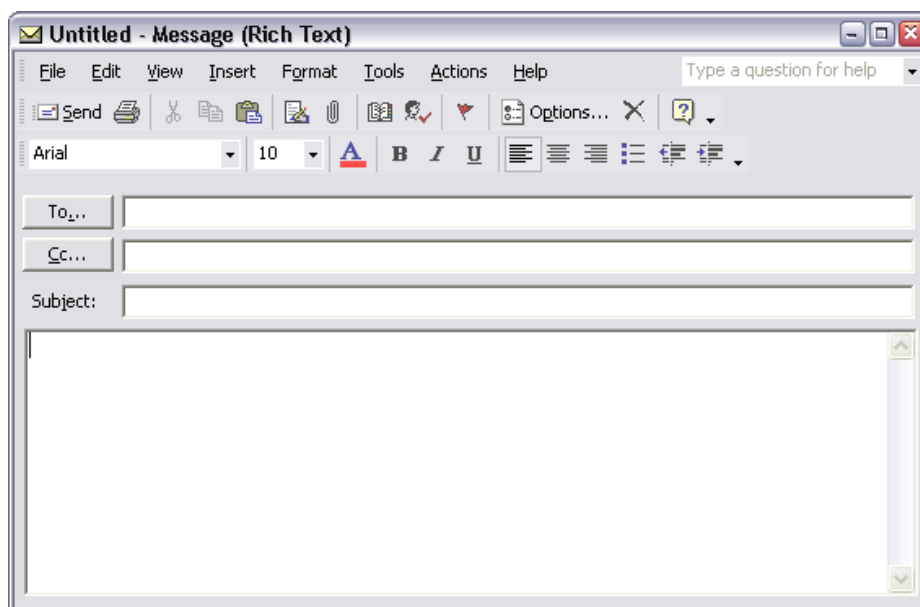 Untitled - Message (Rich Text)
File Edit View Insert Format Tools Actions Help Type a question for help
Send Options...
Arial 10 A B I U
To...
Cc...
Subject: